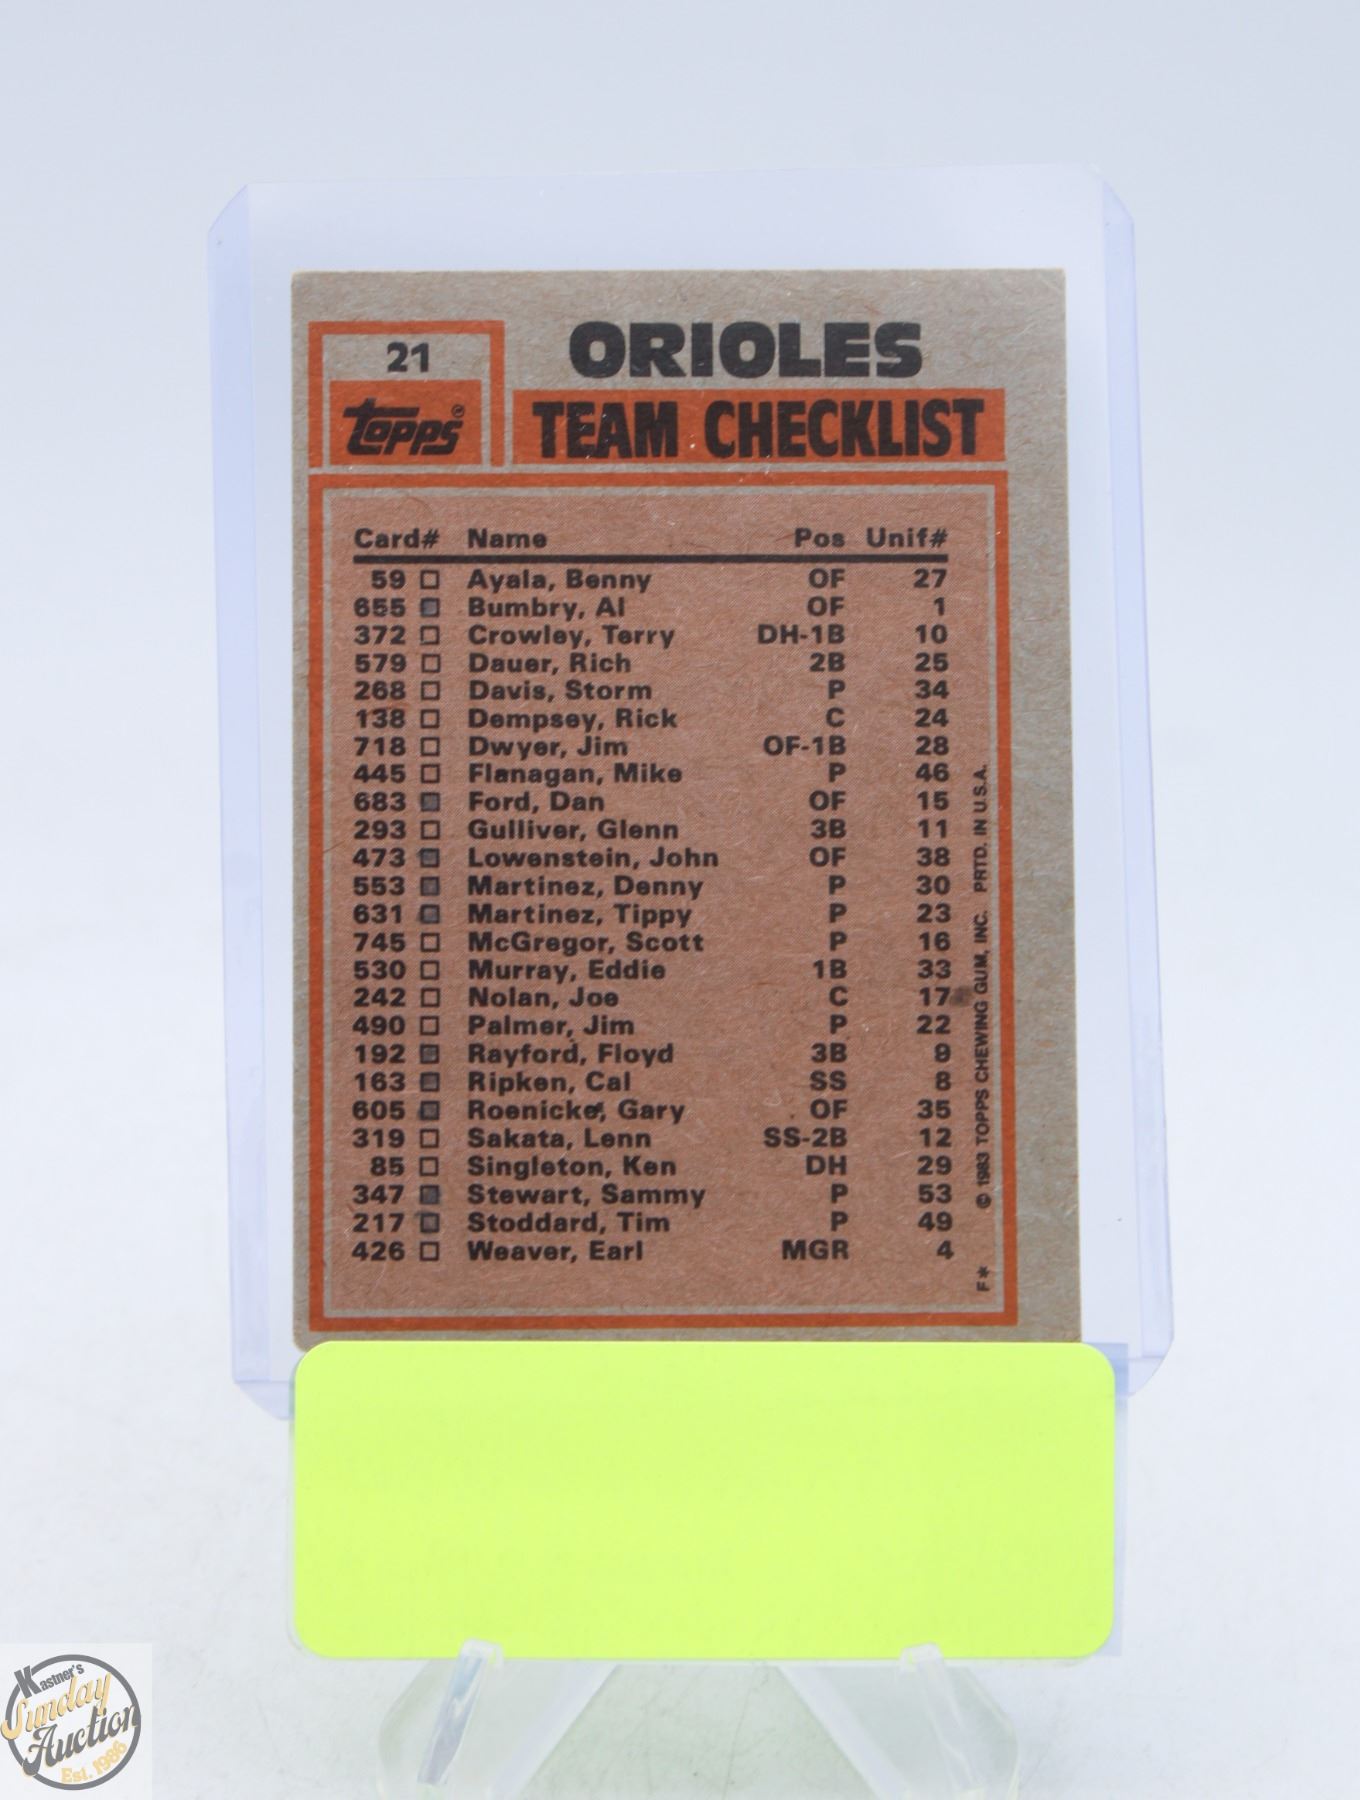 21
topps®
ORIOLES
TEAM CHECKLIST
Card# Name Pos Unif#
59 Ayala, Benny OF 27
655 Bumbry, Al OF 1
372 Crowley, Terry DH-1B 10
579 Dauer, Rich 2B 25
268 Davis, Storm P 34
138 Dempsey, Rick C 24
718 Dwyer, Jim OF-1B 28
445 Flanagan, Mike P 46
683 Ford, Dan OF 15
293 Gulliver, Glenn 3B 11
473 Lowenstein, John OF 38
553 Martinez, Denny P 30
631 Martinez, Tippy P 23
745 McGregor, Scott P 16
530 Murray, Eddie 1B 33
242 Nolan, Joe C 17
490 Palmer, Jim P 22
192 Rayford, Floyd 3B 9
163 Ripken, Cal SS 8
605 Roenicke, Gary OF 35
319 Sakata, Lenn SS-2B 12
85 Singleton, Ken DH 29
347 Stewart, Sammy P 53
217 Stoddard, Tim P 49
426 Weaver, Earl MGR 4
F* © 1983 TOPPS CHEWING GUM, INC. PRTD. IN U.S.A.
Kastner's
Sunday
Auction
Est. 1986